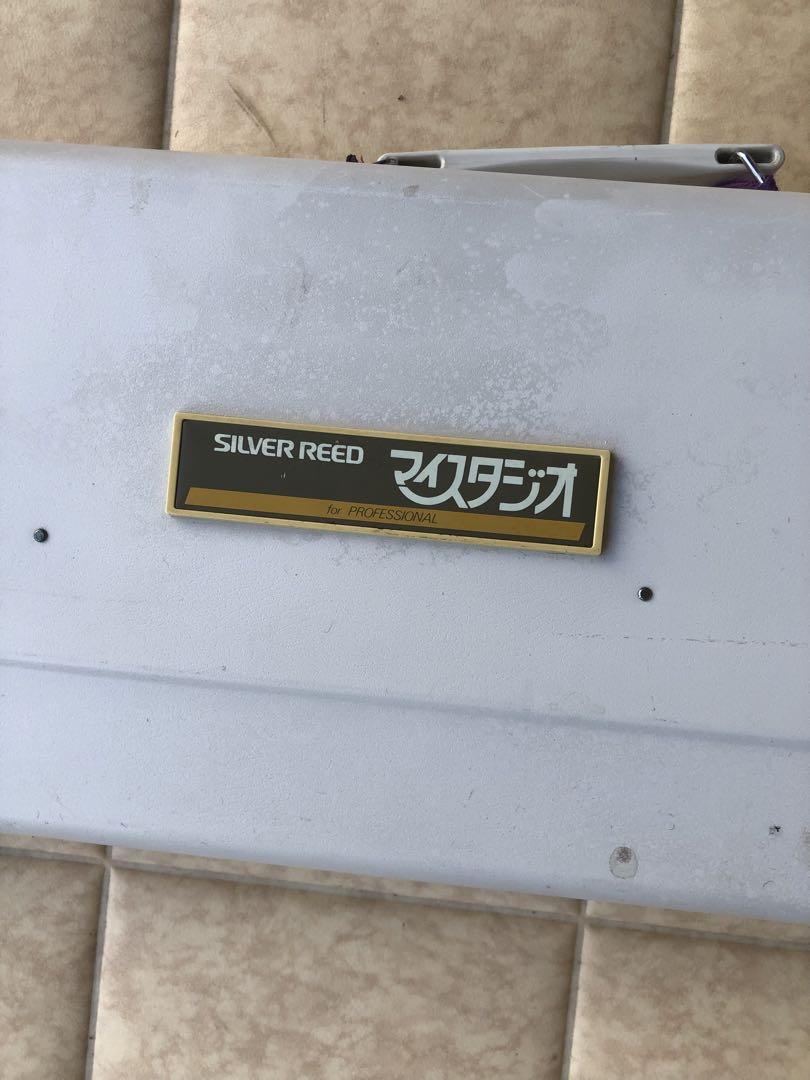 SILVER REED マイスタジオ
for PROFESSIONAL